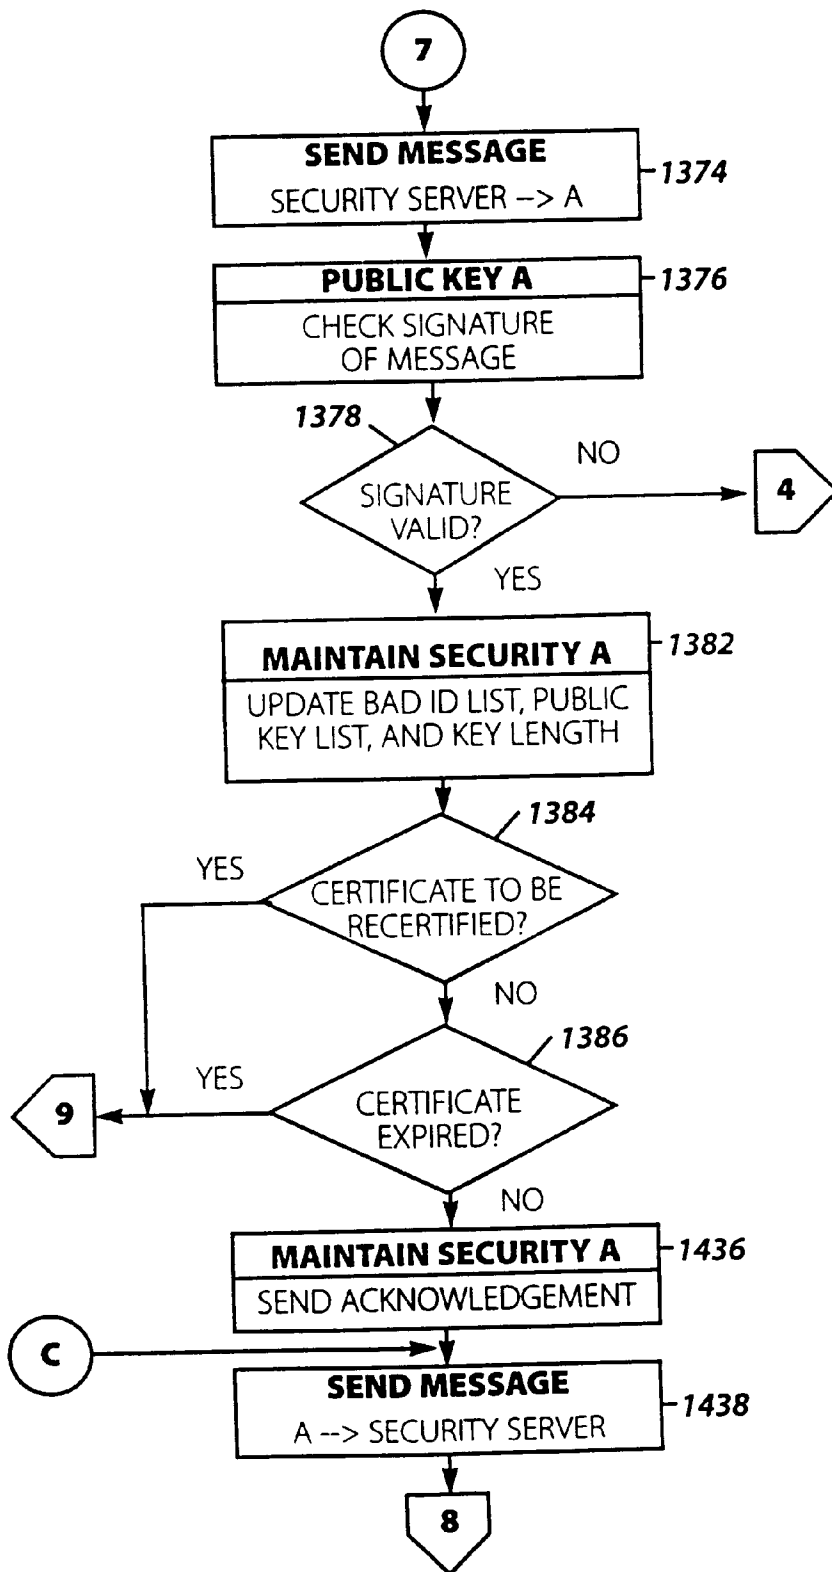 7
SEND MESSAGE
SECURITY SERVER --> A
1374
PUBLIC KEY A
1376
CHECK SIGNATURE
OF MESSAGE
1378
SIGNATURE
VALID?
NO
4
YES
MAINTAIN SECURITY A
1382
UPDATE BAD ID LIST, PUBLIC
KEY LIST, AND KEY LENGTH
1384
YES
CERTIFICATE TO BE
RECERTIFIED?
NO
1386
YES
9
CERTIFICATE
EXPIRED?
NO
MAINTAIN SECURITY A
1436
SEND ACKNOWLEDGEMENT
C
SEND MESSAGE
1438
A --> SECURITY SERVER
8